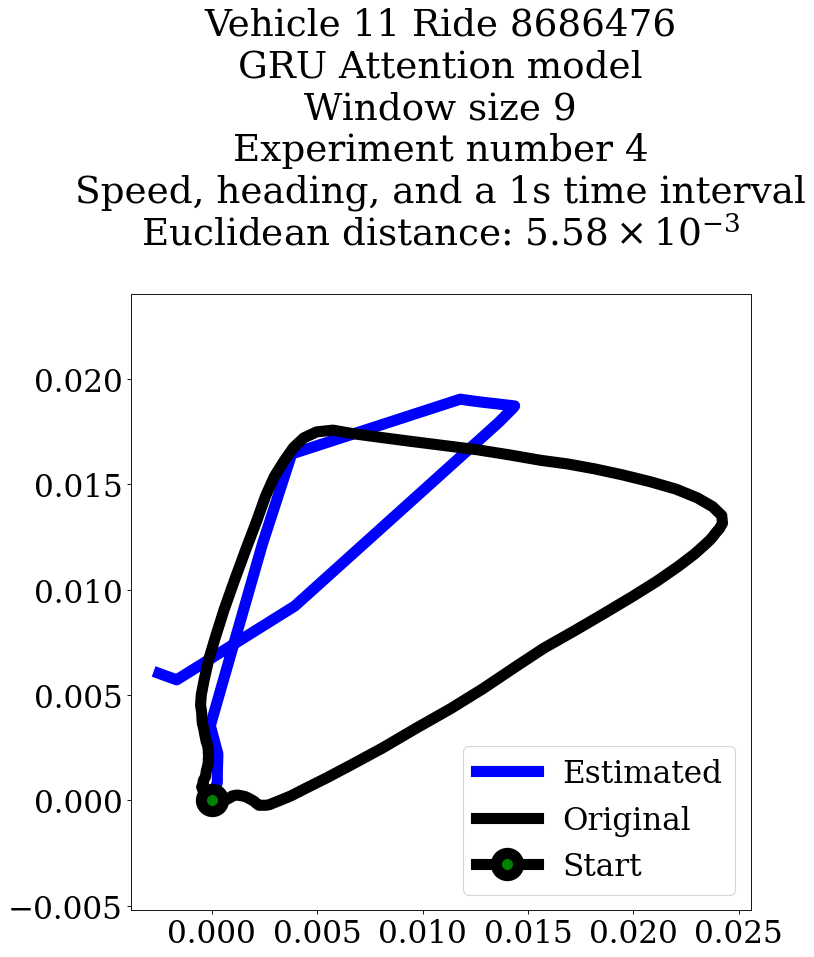 Vehicle 11 Ride 8686476
GRU Attention model
Window size 9
Experiment number 4
Speed, heading, and a 1s time interval
Euclidean distance: 5.58 × 10⁻³
0.020
0.015
0.010
0.005
0.000
−0.005
Estimated
Original
Start
0.000 0.005 0.010 0.015 0.020 0.025